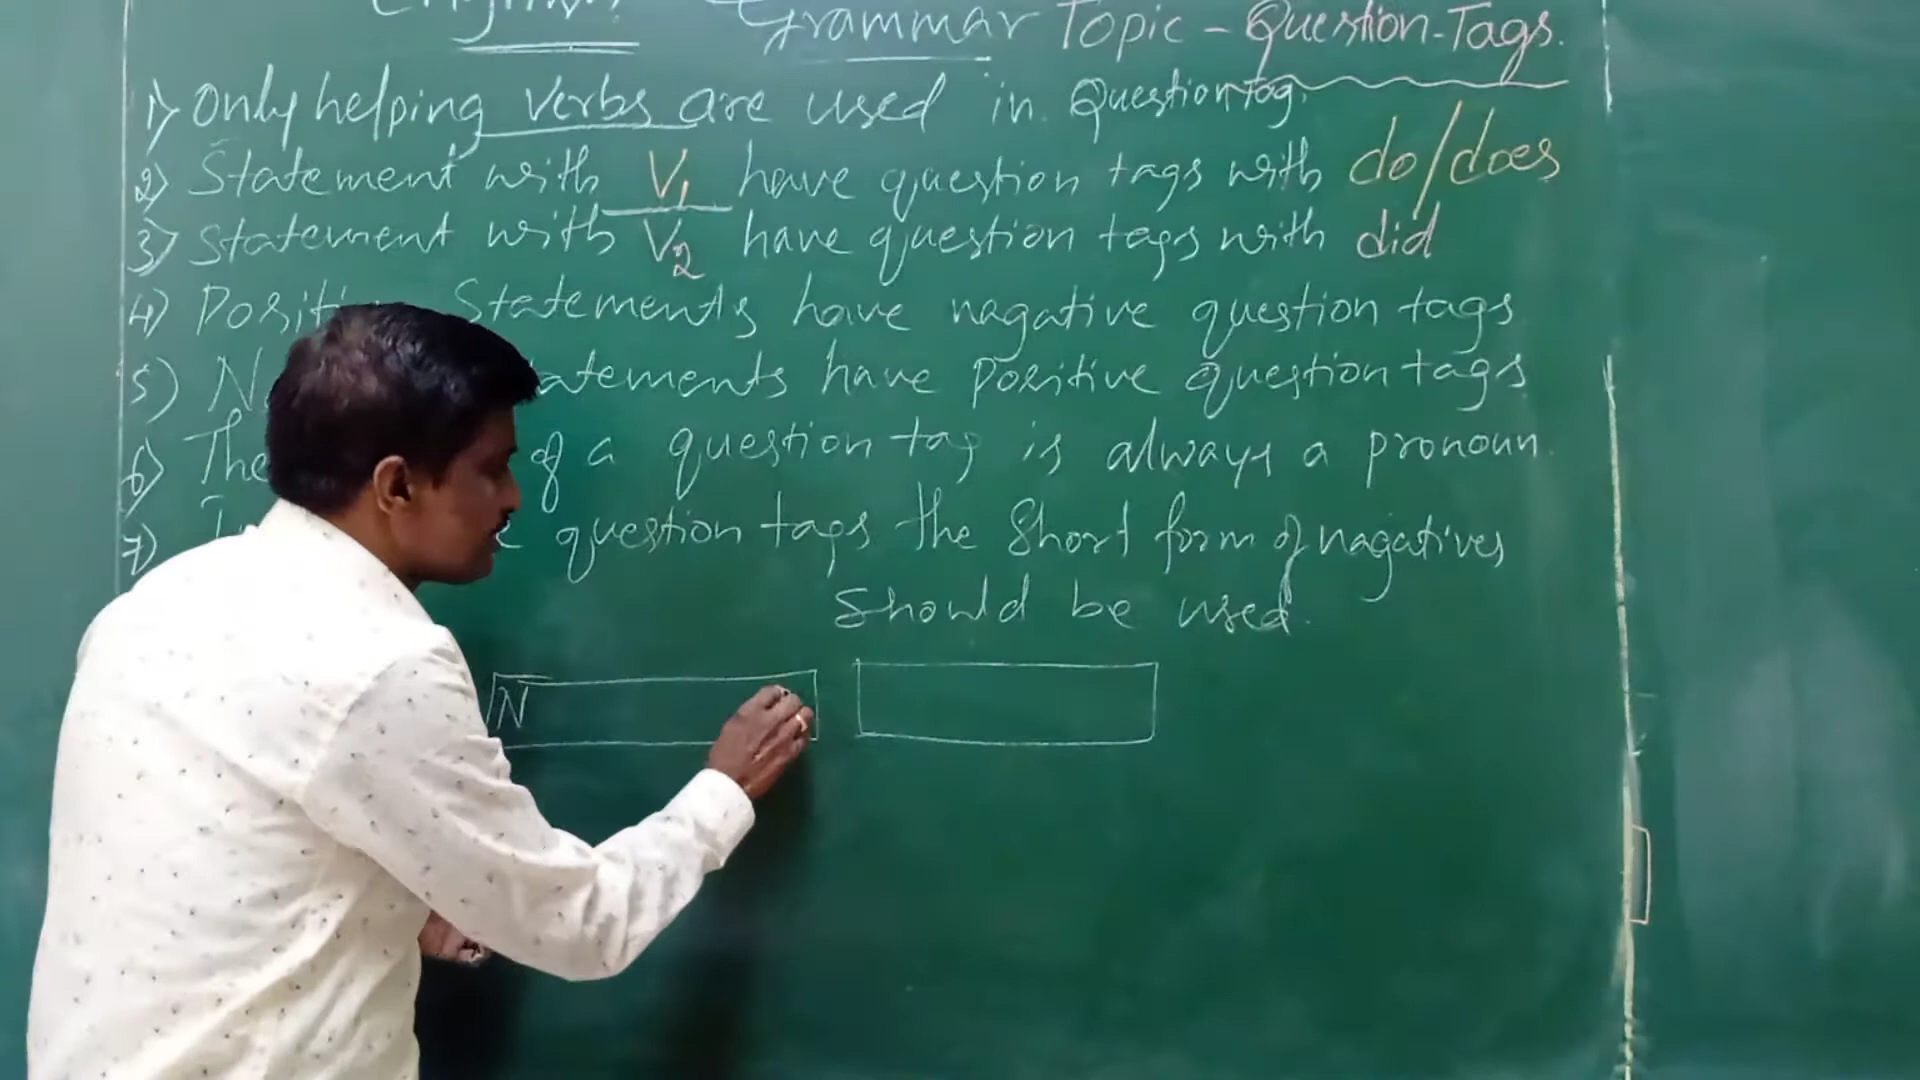 Grammar Topic - Question-Tags.
1) Only helping verbs are used in Question tag.
2) Statement with V1 have question tags with do/does
3) Statement with V2 have question tags with did
4) Statements have nagative question tags
5) have Positive question tags
6) The of a question tag is always a pronoun.
7) question tags the short form of nagatives
should be used.
N